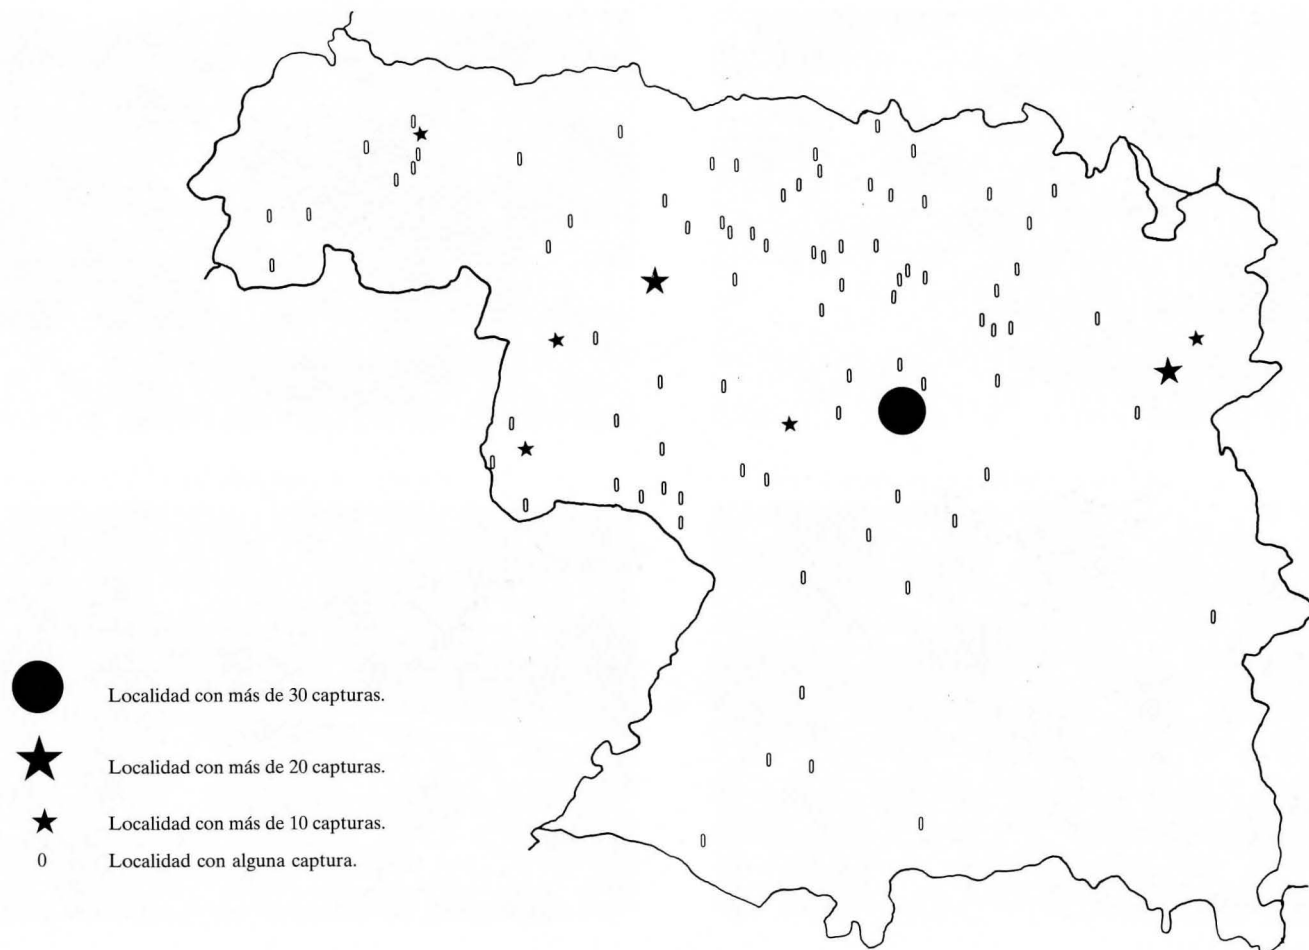 Localidad con más de 30 capturas.
Localidad con más de 20 capturas.
Localidad con más de 10 capturas.
0 Localidad con alguna captura.